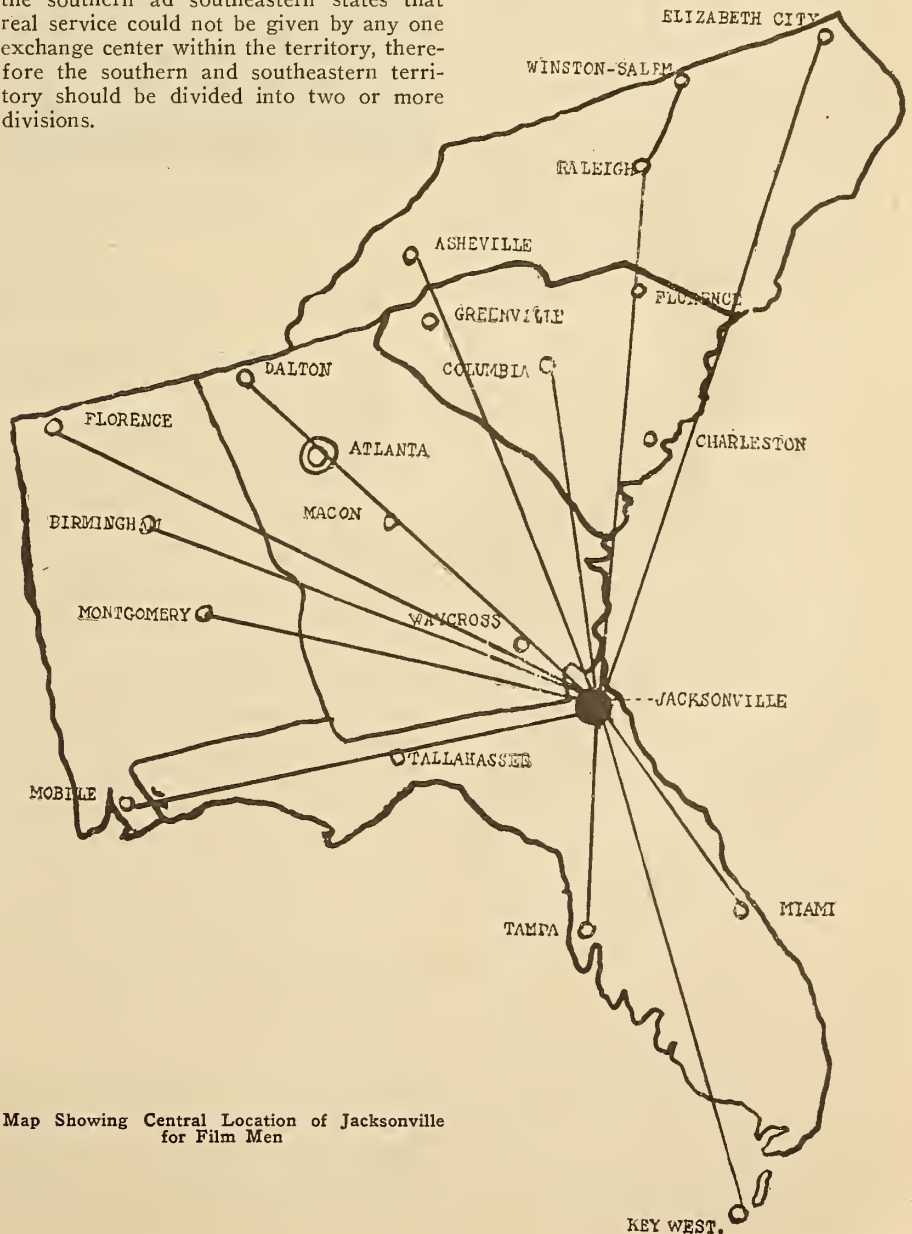 the southern ad southeastern states that
real service could not be given by any one
exchange center within the territory, there-
fore the southern and southeastern terri-
tory should be divided into two or more
divisions.
ELIZABETH CITY
WINSTON-SALEM
RALEIGH
ASHEVILLE
FLORENCE
GREENVILLE
COLUMBIA
DALTON
FLORENCE
CHARLESTON
ATLANTA
MACON
BIRMINGHAM
MONTGOMERY
WAYCROSS
JACKSONVILLE
TALLAHASSEE
MOBILE
MIAMI
TAMPA
Map Showing Central Location of Jacksonville
for Film Men
KEY WEST.